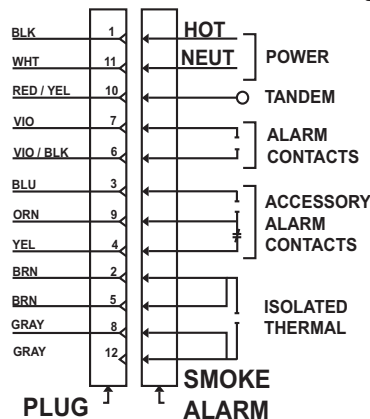 BLK 1 HOT
WHT 11 NEUT
POWER
RED / YEL 10 TANDEM
VIO 7
VIO / BLK 6
ALARM
CONTACTS
BLU 3
ORN 9
YEL 4
ACCESSORY
ALARM
CONTACTS
BRN 2
BRN 5
GRAY 8
GRAY 12
ISOLATED
THERMAL
PLUG
SMOKE
ALARM